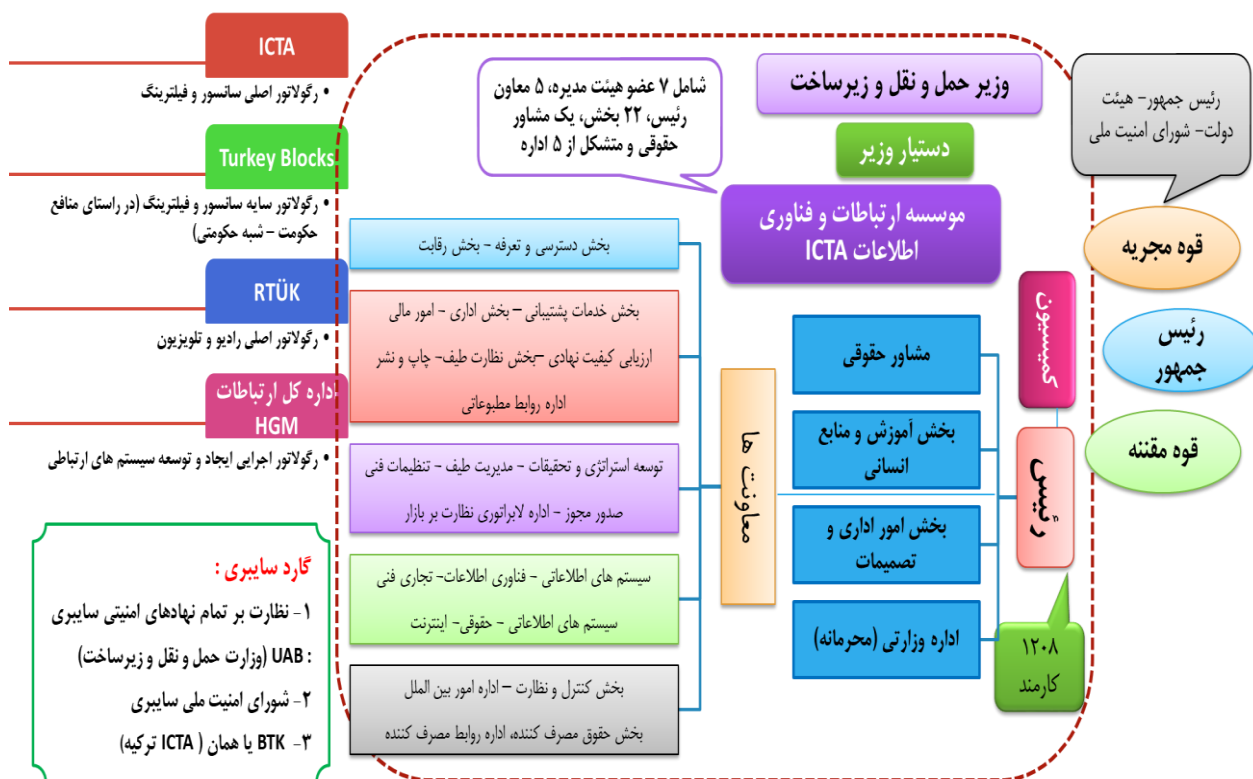 ICTA
• رگولاتور اصلی سانسور و فیلترینگ
Turkey Blocks
• رگولاتور سایه سانسور و فیلترینگ (در راستای منافع
حکومت – شبه حکومتی)
RTÜK
• رگولاتور اصلی رادیو و تلویزیون
اداره کل ارتباطات
HGM
• رگولاتور اجرایی ایجاد و توسعه سیستم های ارتباطی
گارد سایبری :
۱- نظارت بر تمام نهادهای امنیتی سایبری
: UAB (وزارت حمل و نقل و زیرساخت)
۲- شورای امنیت ملی سایبری
۳- BTK یا همان ( ICTA ترکیه)
شامل ۷ عضو هیئت مدیره، ۵ معاون
رئیس، ۲۲ بخش، یک مشاور
حقوقی و متشکل از ۵ اداره
وزیر حمل و نقل و زیرساخت
دستیار وزیر
موسسه ارتباطات و فناوری
اطلاعات ICTA
رئیس جمهور- هیئت
دولت- شورای امنیت ملی
قوه مجریه
رئیس
جمهور
قوه مقننه
کمیسیون
رئیس
۱۲۰۸
کارمند
مشاور حقوقی
بخش آموزش و منابع
انسانی
بخش امور اداری و
تصمیمات
اداره وزارتی (محرمانه)
معاونت ها
بخش دسترسی و تعرفه – بخش رقابت
بخش خدمات پشتیبانی – بخش اداری - امور مالی
ارزیابی کیفیت نهادی –بخش نظارت طیف- چاپ و نشر
اداره روابط مطبوعاتی
توسعه استراتژی و تحقیقات – مدیریت طیف - تنظیمات فنی
صدور مجوز – اداره لابراتوری نظارت بر بازار
سیستم های اطلاعاتی – فناوری اطلاعات- تجاری فنی
سیستم های اطلاعاتی – حقوقی- اینترنت
بخش کنترل و نظارت – اداره امور بین الملل
بخش حقوق مصرف کننده، اداره روابط مصرف کننده